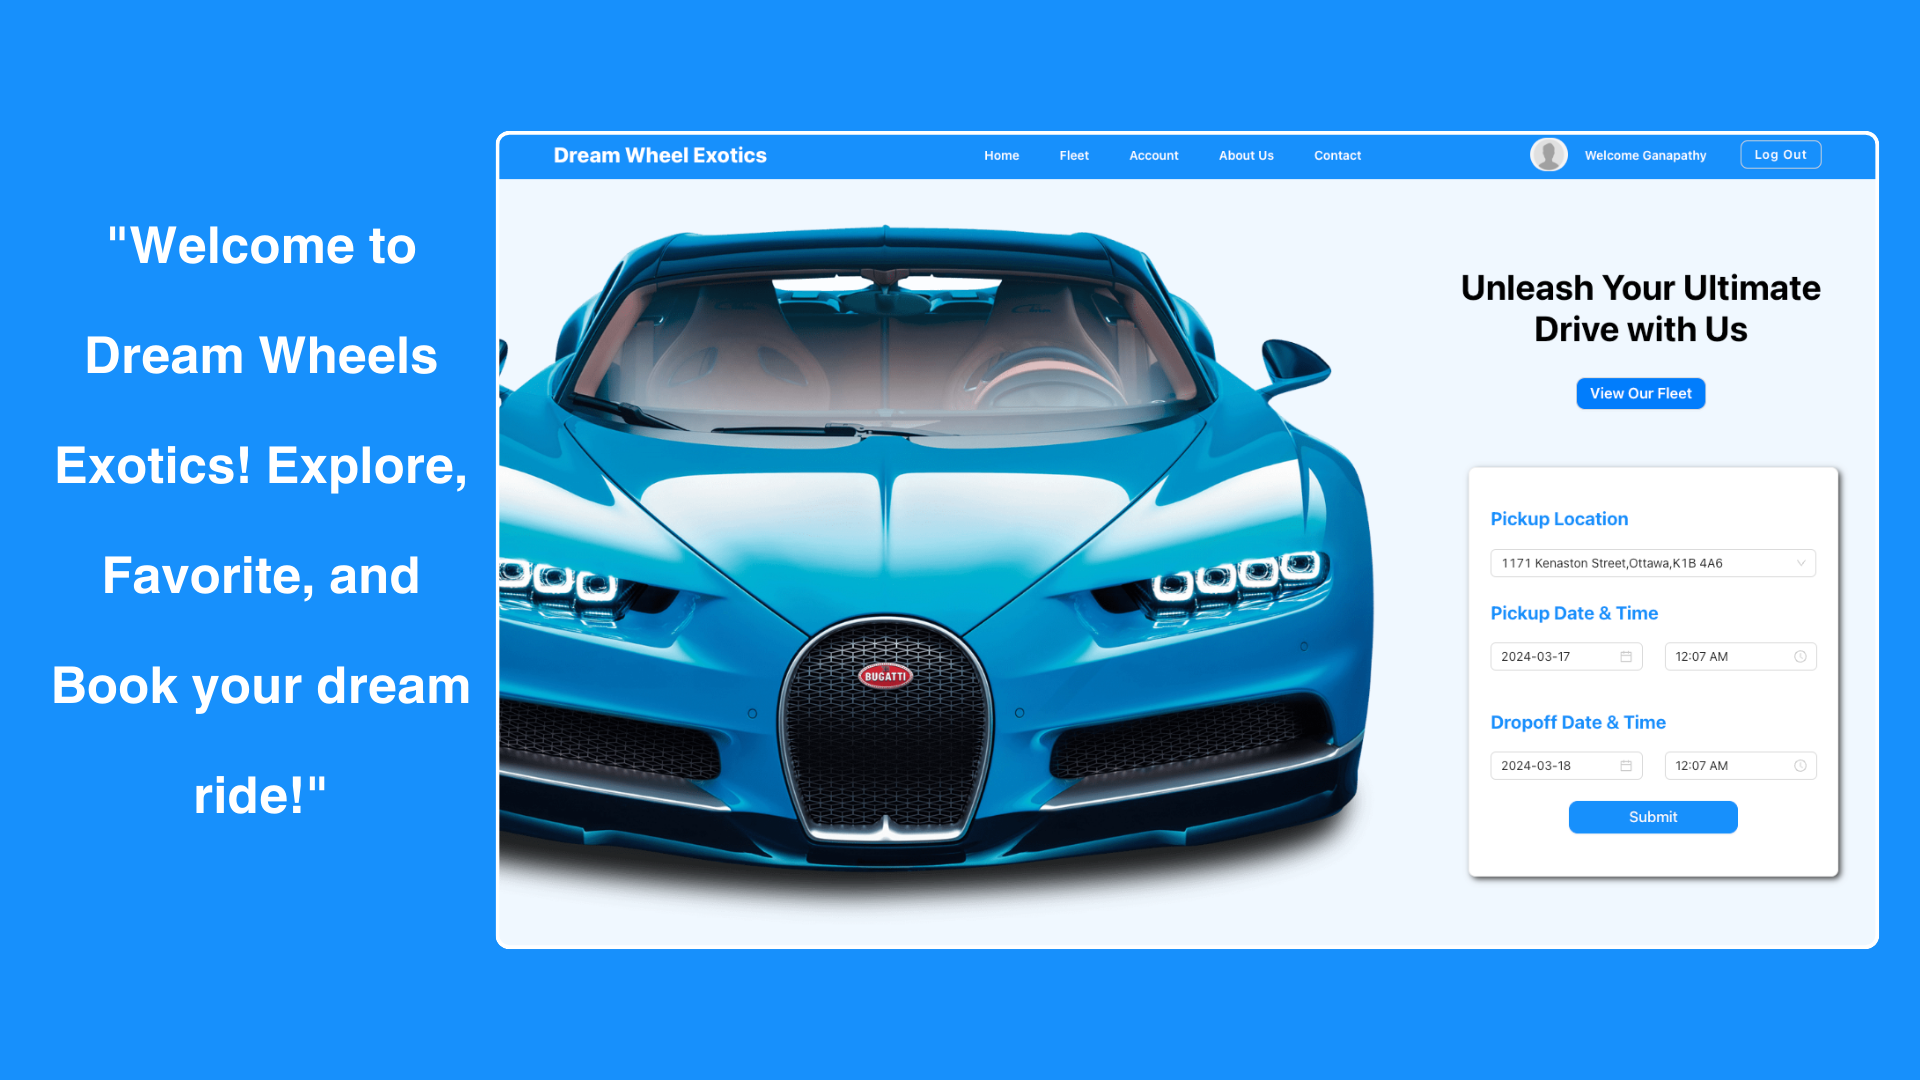 "Welcome to
Dream Wheels
Exotics! Explore,
Favorite, and
Book your dream
ride!"
Dream Wheel Exotics
Home
Fleet
Account
About Us
Contact
Welcome Ganapathy
Log Out
Unleash Your Ultimate
Drive with Us
View Our Fleet
BUGATTI
Pickup Location
1171 Kenaston Street,Ottawa,K1B 4A6
Pickup Date & Time
2024-03-17
12:07 AM
Dropoff Date & Time
2024-03-18
12:07 AM
Submit